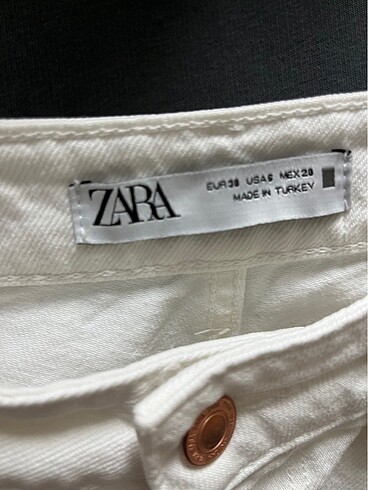 ZARA
EUR 38 USA 6 MEX 28
MADE IN TURKEY